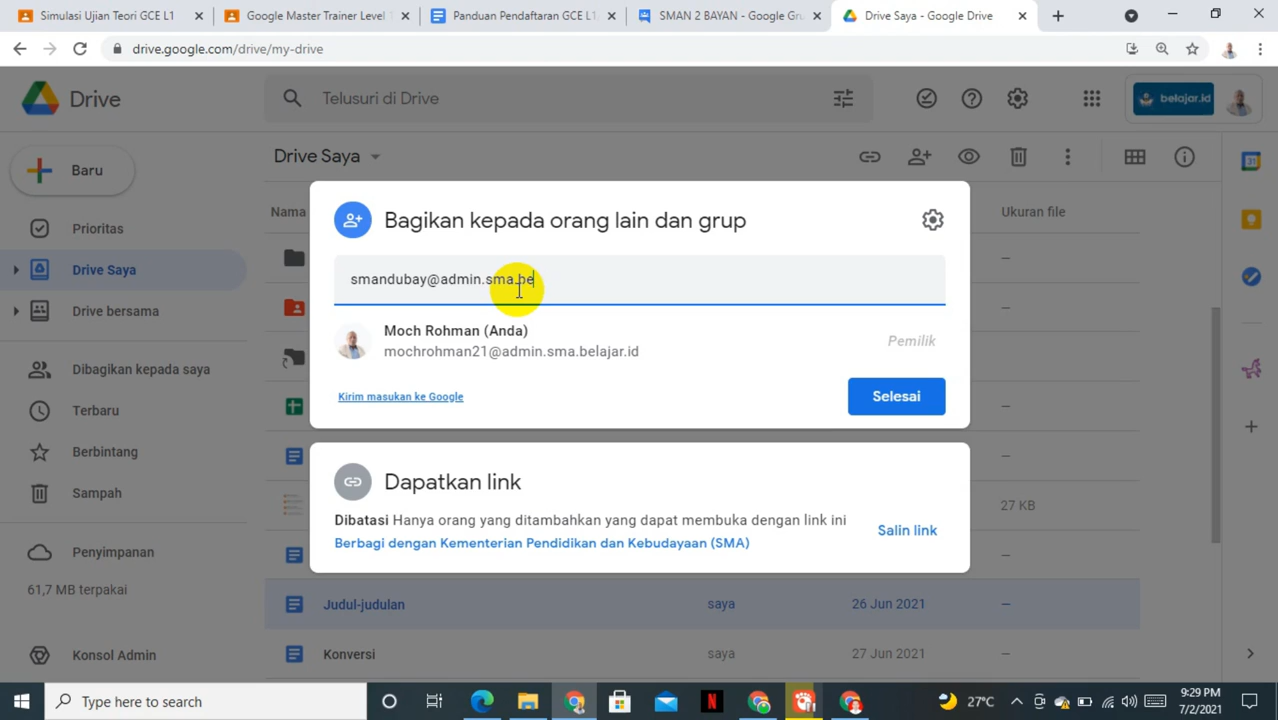 Simulasi Ujian Teori GCE L1
Google Master Trainer Level 1
Panduan Pendaftaran GCE L1,
SMAN 2 BAYAN - Google Gru
Drive Saya - Google Drive
drive.google.com/drive/my-drive
Drive
Telusuri di Drive
belajar.id
Baru
Drive Saya
Nama
Ukuran file
Prioritas
Drive Saya
Drive bersama
Dibagikan kepada saya
Terbaru
Berbintang
Sampah
Penyimpanan
61,7 MB terpakai
Konsol Admin
Bagikan kepada orang lain dan grup
smandubay@admin.sma.be
Moch Rohman (Anda)
mochrohman21@admin.sma.belajar.id
Pemilik
Kirim masukan ke Google
Selesai
Dapatkan link
Dibatasi Hanya orang yang ditambahkan yang dapat membuka dengan link ini
Berbagi dengan Kementerian Pendidikan dan Kebudayaan (SMA)
Salin link
27 KB
Judul-judulan saya 26 Jun 2021 –
Konversi saya 27 Jun 2021 –
Type here to search
27°C
9:29 PM
7/2/2021